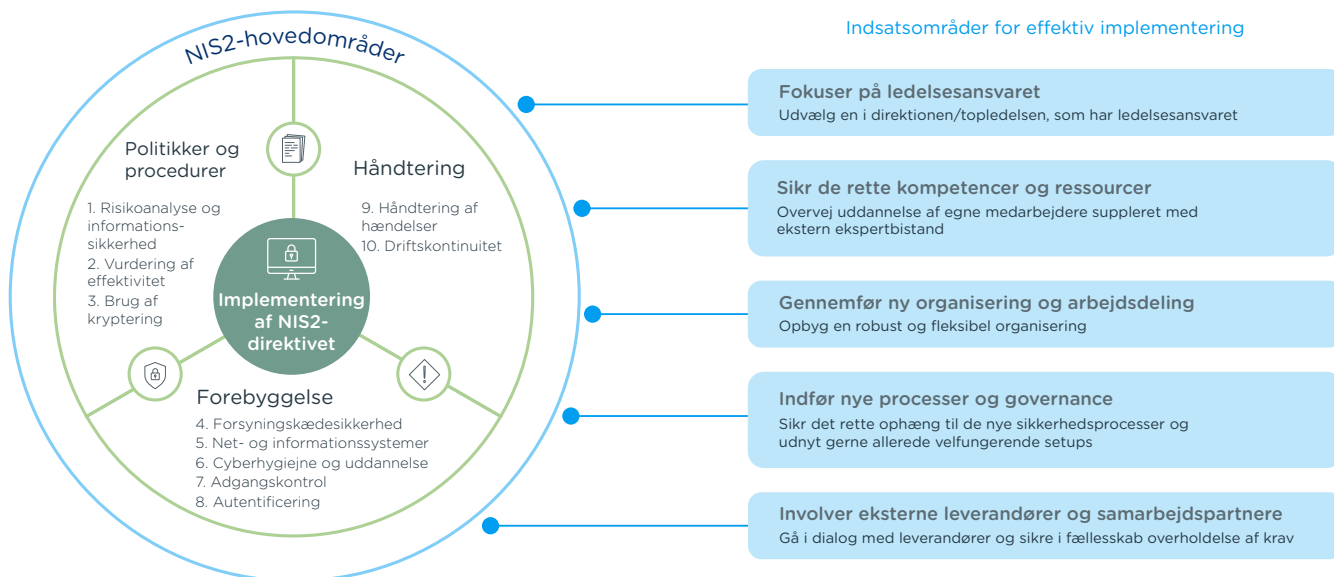 NIS2-hovedområder
Politikker og
procedurer
1. Risikoanalyse og
informations-
sikkerhed
2. Vurdering af
effektivitet
3. Brug af
kryptering
Håndtering
9. Håndtering af
hændelser
10. Driftskontinuitet
Implementering
af NIS2-
direktivet
Forebyggelse
4. Forsyningskædesikkerhed
5. Net- og informationssystemer
6. Cyberhygiejne og uddannelse
7. Adgangskontrol
8. Autentificering
Indsatsområder for effektiv implementering
Fokuser på ledelsesansvaret
Udvælg en i direktionen/topledelsen, som har ledelsesansvaret
Sikr de rette kompetencer og ressourcer
Overvej uddannelse af egne medarbejdere suppleret med
ekstern ekspertbistand
Gennemfør ny organisering og arbejdsdeling
Opbyg en robust og fleksibel organisering
Indfør nye processer og governance
Sikr det rette ophæng til de nye sikkerhedsprocesser og
udnyt gerne allerede velfungerende setups
Involver eksterne leverandører og samarbejdspartnere
Gå i dialog med leverandører og sikre i fællesskab overholdelse af krav